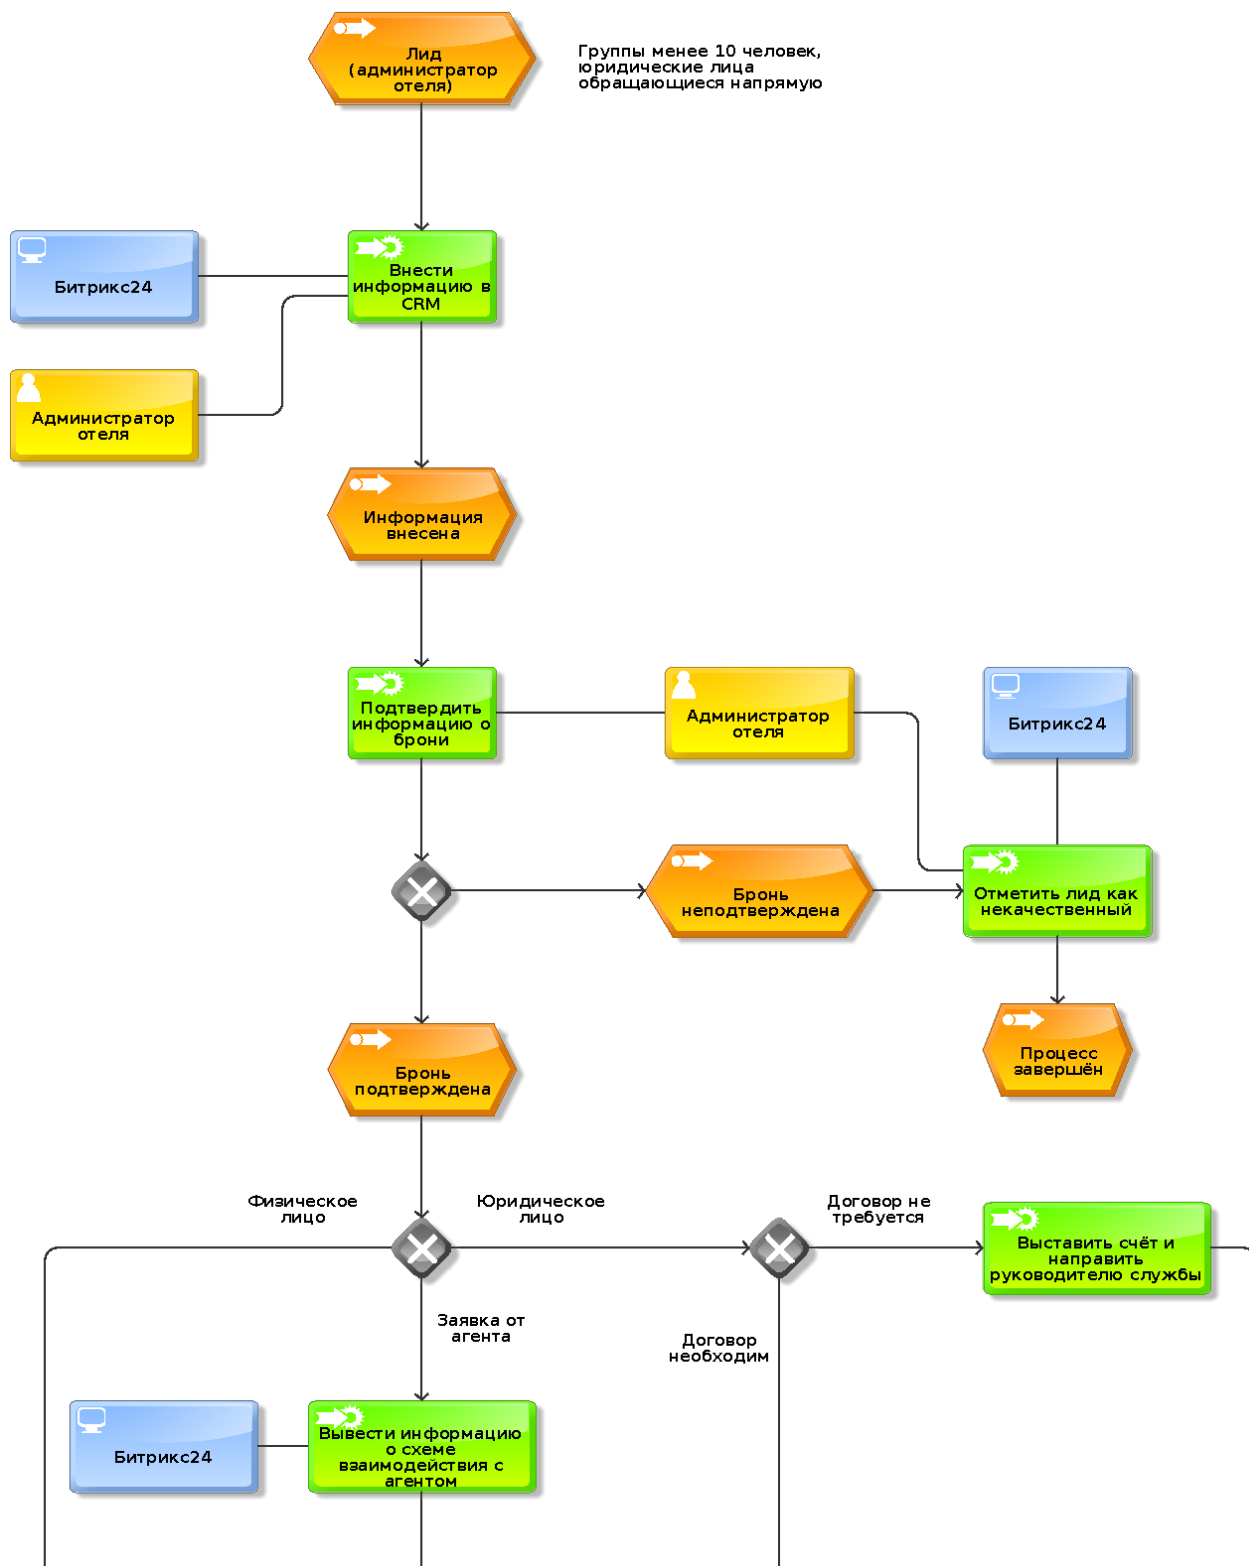 Лид
(администратор
отеля)
Группы менее 10 человек,
юридические лица
обращающиеся напрямую
Битрикс24
Внести
информацию в
CRM
Администратор
отеля
Информация
внесена
Подтвердить
информацию о
брони
Администратор
отеля
Битрикс24
Бронь
неподтверждена
Отметить лид как
некачественный
Бронь
подтверждена
Процесс
завершён
Физическое
лицо
Юридическое
лицо
Договор не
требуется
Выставить счёт и
направить
руководителю службы
Заявка от
агента
Договор
необходим
Битрикс24
Вывести информацию
о схеме
взаимодействия с
агентом